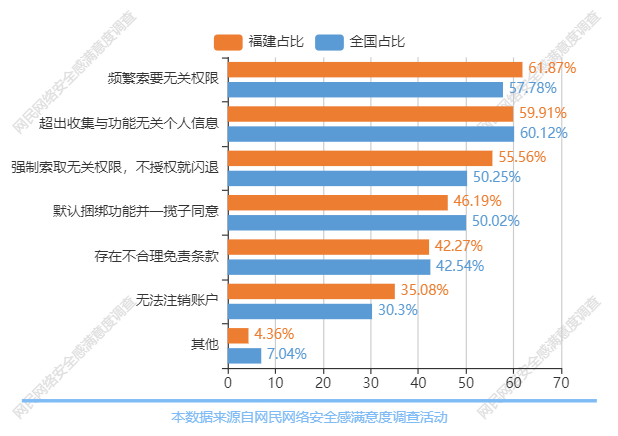 福建占比 全国占比
频繁索要无关权限 61.87% 57.78%
超出收集与功能无关个人信息 59.91% 60.12%
强制索取无关权限，不授权就闪退 55.56% 50.25%
默认捆绑功能并一揽子同意 46.19% 50.02%
存在不合理免责条款 42.27% 42.54%
无法注销账户 35.08% 30.3%
其他 4.36% 7.04%
0 10 20 30 40 50 60 70
本数据来源自网民网络安全感满意度调查活动
网民网络安全感满意度调查
网民网络安全感满意度调查
网民网络安全感满意度调查
网民网络安全感满意度调查